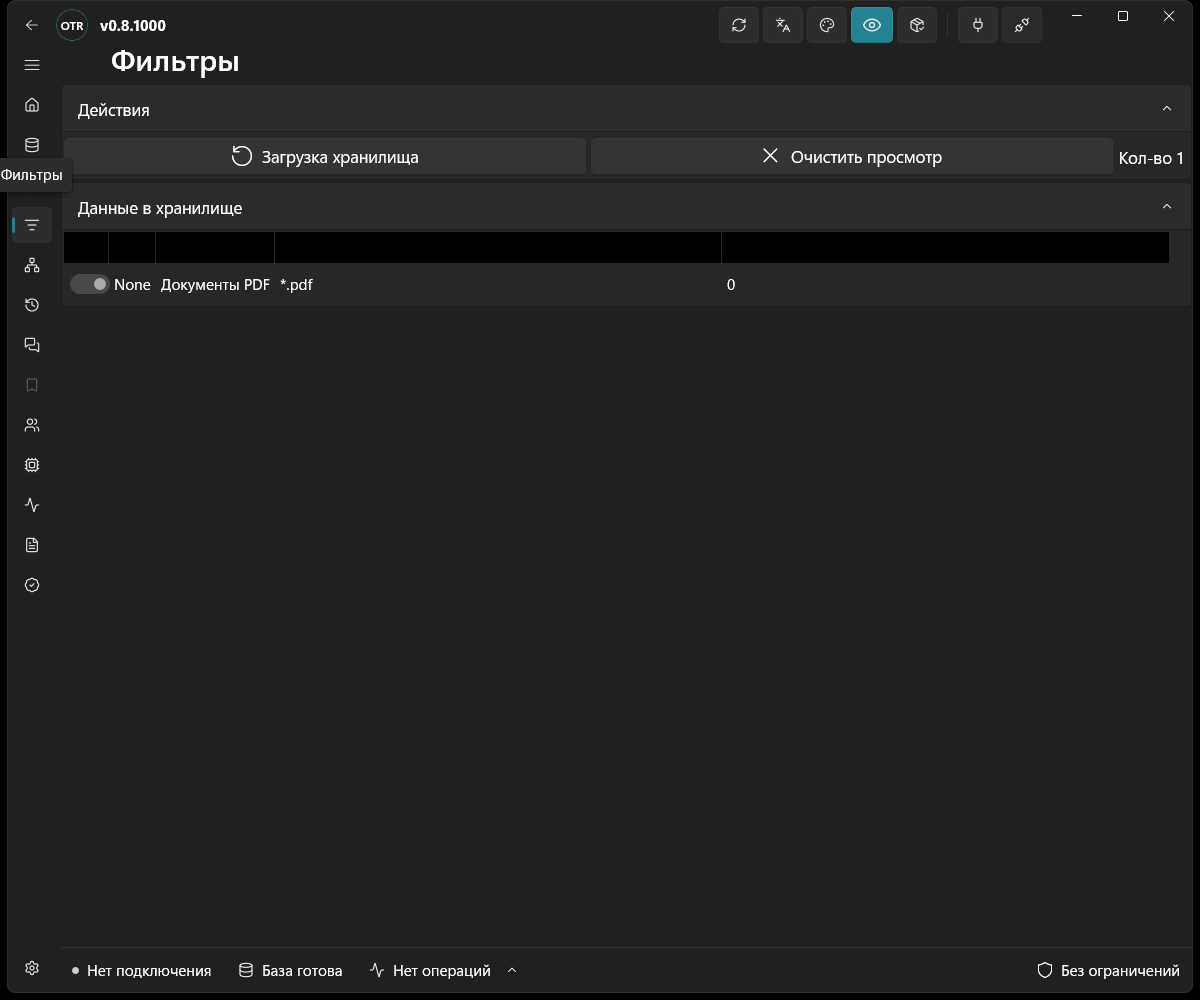 OTR v0.8.1000
Фильтры
Действия
Загрузка хранилища Очистить просмотр Кол-во 1
Фильтры
Данные в хранилище
None Документы PDF *.pdf 0
Нет подключения База готова Нет операций Без ограничений